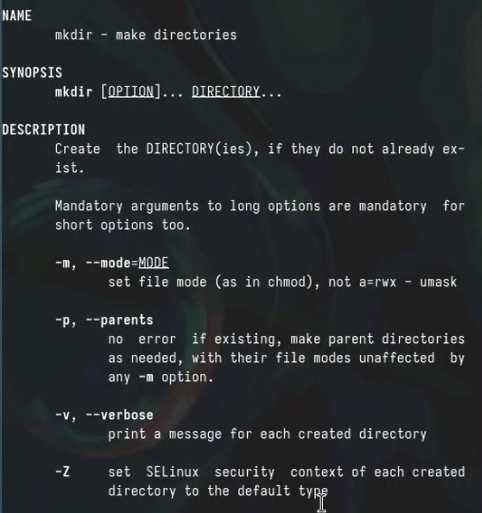 NAME
mkdir - make directories
SYNOPSIS
mkdir [OPTION]... DIRECTORY...
DESCRIPTION
Create the DIRECTORY(ies), if they do not already ex-
ist.
Mandatory arguments to long options are mandatory for
short options too.
-m, --mode=MODE
set file mode (as in chmod), not a=rwx - umask
-p, --parents
no error if existing, make parent directories
as needed, with their file modes unaffected by
any -m option.
-v, --verbose
print a message for each created directory
-Z set SELinux security context of each created
directory to the default type